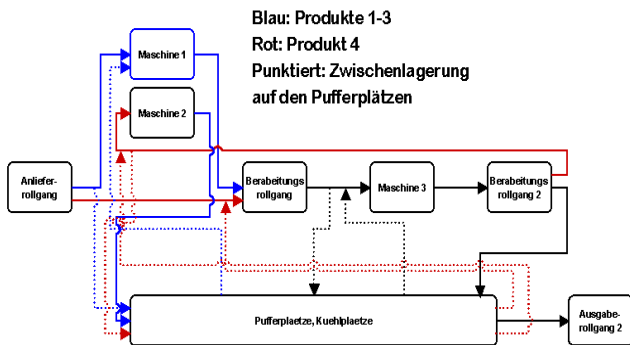 Blau: Produkte 1-3
Rot: Produkt 4
Punktiert: Zwischenlagerung
auf den Pufferplätzen
Maschine 1
Maschine 2
Anliefer-
rollgang
Berabeitungs
rollgang
Maschine 3
Berabeitungs
rollgang 2
Pufferplaetze, Kuehlplaetze
Ausgabe-
rollgang 2